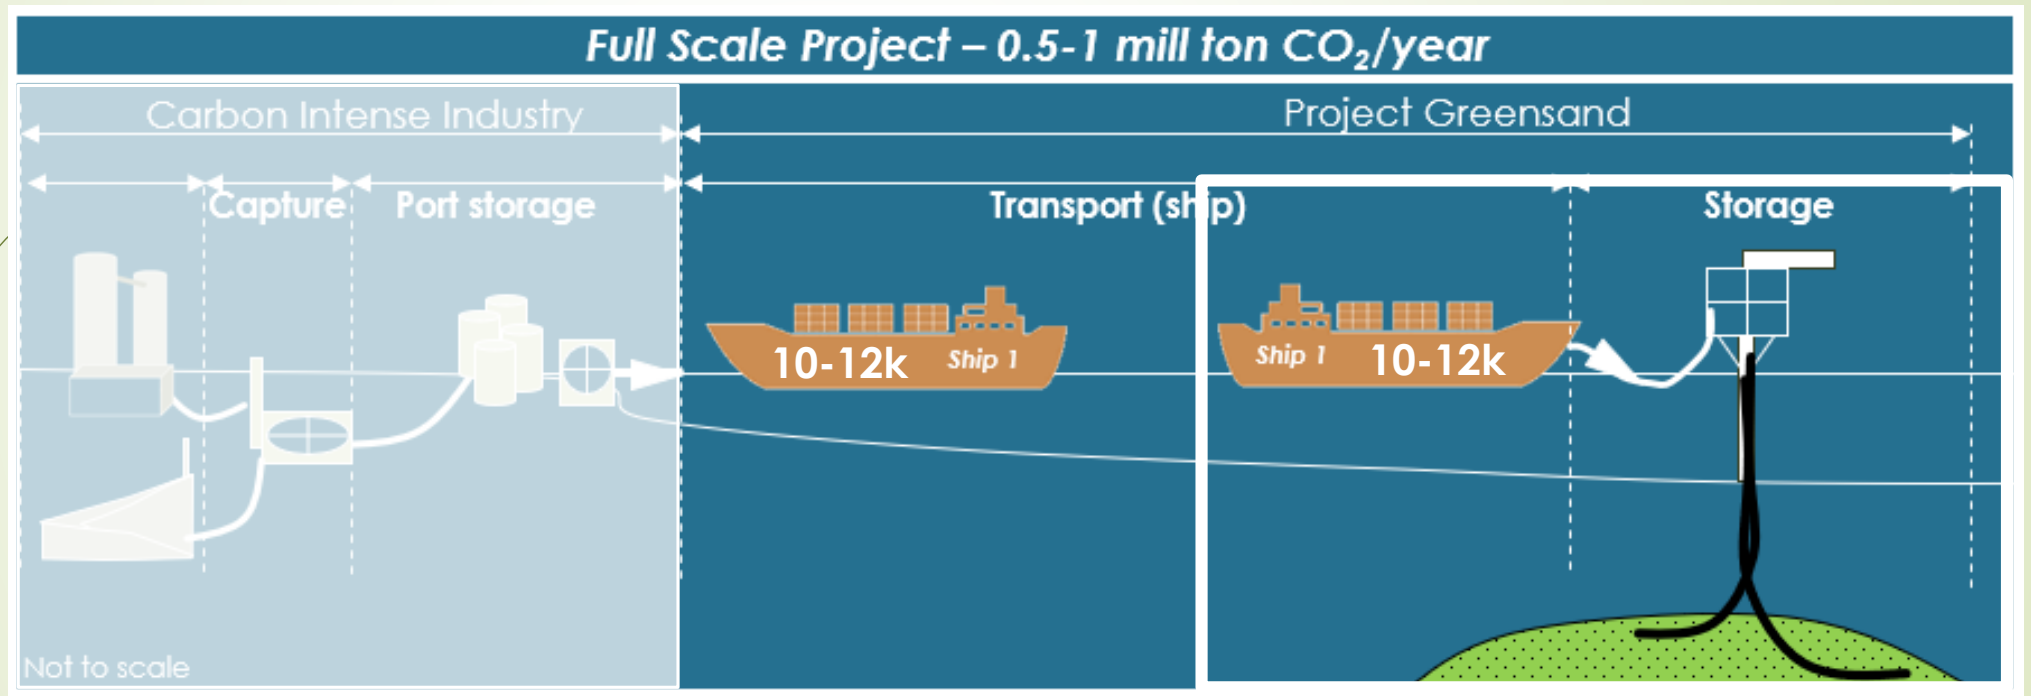 Full Scale Project – 0.5-1 mill ton CO₂/year
Carbon Intense Industry
Project Greensand
Capture
Port storage
Transport (ship)
Storage
10-12k
Ship 1
Ship 1
10-12k
Not to scale